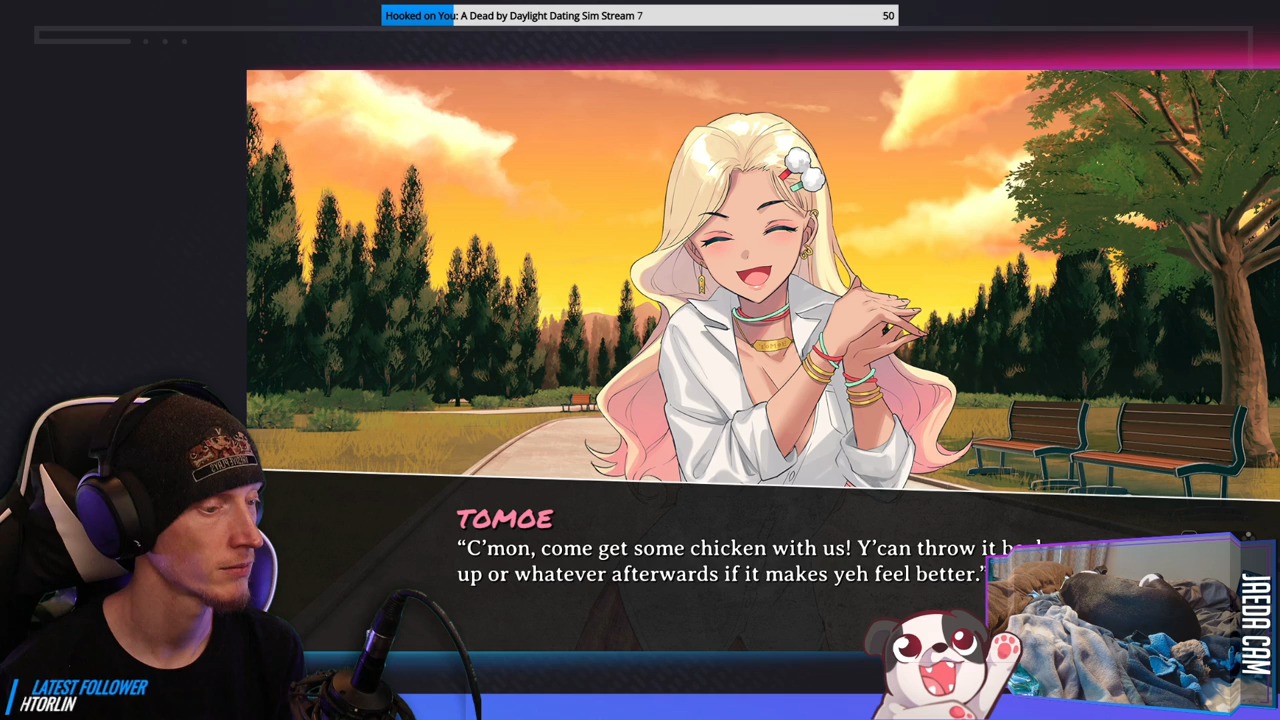 Hooked on You: A Dead by Daylight Dating Sim Stream 7
50
TOMOE
“C’mon, come get some chicken with us! Y’can throw it
up or whatever afterwards if it makes yeh feel better.”
JAEDA CAM
LATEST FOLLOWER
HTORLIN